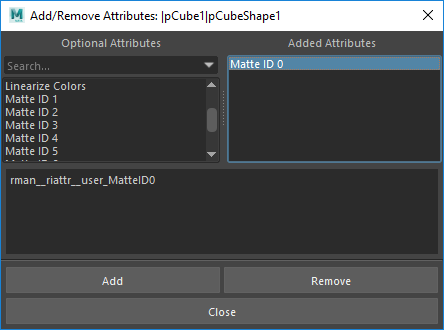 Add/Remove Attributes: |pCube1|pCubeShape1
Optional Attributes
Added Attributes
Search...
Linearize Colors
Matte ID 1
Matte ID 2
Matte ID 3
Matte ID 4
Matte ID 5
Matte ID 0
rman__riattr__user_MatteID0
Add
Remove
Close